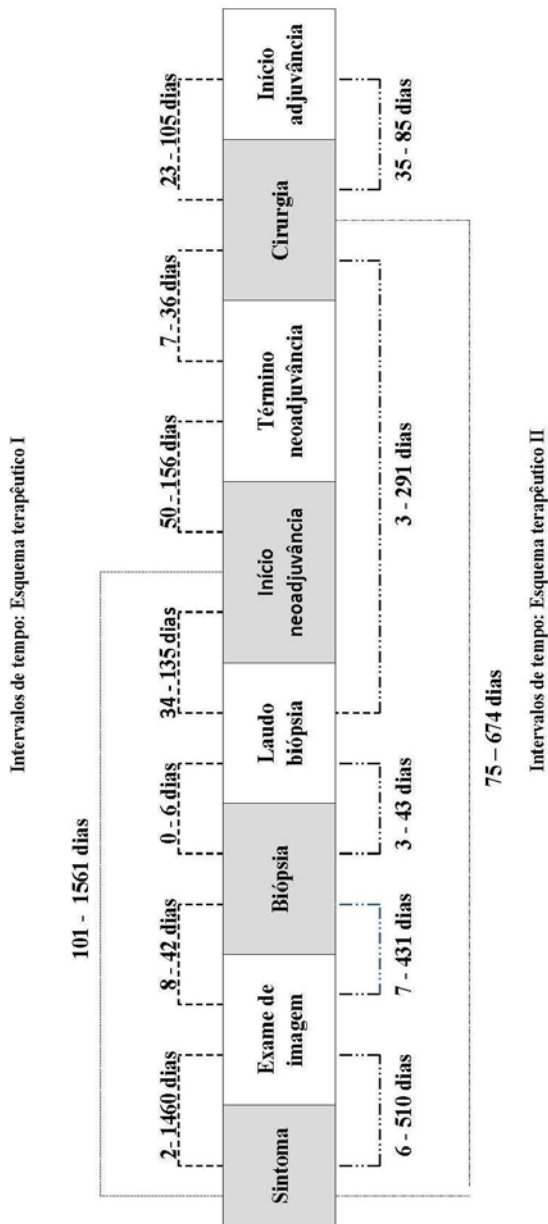 Intervalos de tempo: Esquema terapêutico I
101 - 1561 dias
2- 1460 dias
8 - 42 dias
0 - 6 dias
34 - 135 dias
50 - 156 dias
7 - 36 dias
23 - 105 dias
Sintoma
Exame de
imagem
Biópsia
Laudo
biópsia
Início
neoadjuvância
Término
neoadjuvância
Cirurgia
Início
adjuvância
6 - 510 dias
7 - 431 dias
3 - 43 dias
3 - 291 dias
35 - 85 dias
75 – 674 dias
Intervalos de tempo: Esquema terapêutico II